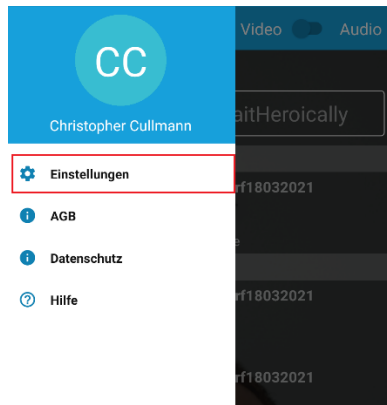 CC
Christopher Cullmann
Einstellungen
AGB
Datenschutz
Hilfe
Video Audio
aitHeroically
rf18032021
e
rf18032021
rf18032021